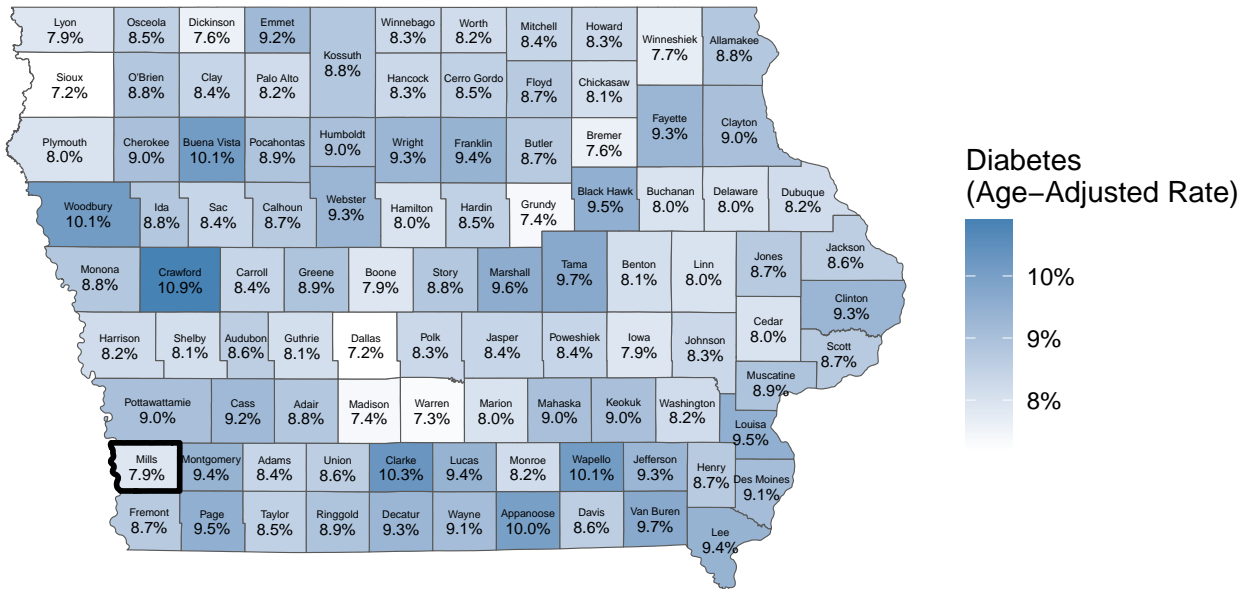 Lyon
7.9%
Osceola
8.5%
Dickinson
7.6%
Emmet
9.2%
Kossuth
8.8%
Winnebago
8.3%
Worth
8.2%
Mitchell
8.4%
Howard
8.3%
Winneshiek
7.7%
Allamakee
8.8%
Sioux
7.2%
O'Brien
8.8%
Clay
8.4%
Palo Alto
8.2%
Hancock
8.3%
Cerro Gordo
8.5%
Floyd
8.7%
Chickasaw
8.1%
Fayette
9.3%
Clayton
9.0%
Plymouth
8.0%
Cherokee
9.0%
Buena Vista
10.1%
Pocahontas
8.9%
Humboldt
9.0%
Wright
9.3%
Franklin
9.4%
Butler
8.7%
Bremer
7.6%
Woodbury
10.1%
Ida
8.8%
Sac
8.4%
Calhoun
8.7%
Webster
9.3%
Hamilton
8.0%
Hardin
8.5%
Grundy
7.4%
Black Hawk
9.5%
Buchanan
8.0%
Delaware
8.0%
Dubuque
8.2%
Monona
8.8%
Crawford
10.9%
Carroll
8.4%
Greene
8.9%
Boone
7.9%
Story
8.8%
Marshall
9.6%
Tama
9.7%
Benton
8.1%
Linn
8.0%
Jones
8.7%
Jackson
8.6%
Clinton
9.3%
Harrison
8.2%
Shelby
8.1%
Audubon
8.6%
Guthrie
8.1%
Dallas
7.2%
Polk
8.3%
Jasper
8.4%
Poweshiek
8.4%
Iowa
7.9%
Johnson
8.3%
Cedar
8.0%
Scott
8.7%
Muscatine
8.9%
Pottawattamie
9.0%
Cass
9.2%
Adair
8.8%
Madison
7.4%
Warren
7.3%
Marion
8.0%
Mahaska
9.0%
Keokuk
9.0%
Washington
8.2%
Louisa
9.5%
Mills
7.9%
Montgomery
9.4%
Adams
8.4%
Union
8.6%
Clarke
10.3%
Lucas
9.4%
Monroe
8.2%
Wapello
10.1%
Jefferson
9.3%
Henry
8.7%
Des Moines
9.1%
Fremont
8.7%
Page
9.5%
Taylor
8.5%
Ringgold
8.9%
Decatur
9.3%
Wayne
9.1%
Appanoose
10.0%
Davis
8.6%
Van Buren
9.7%
Lee
9.4%
Diabetes
(Age−Adjusted Rate)
10%
9%
8%